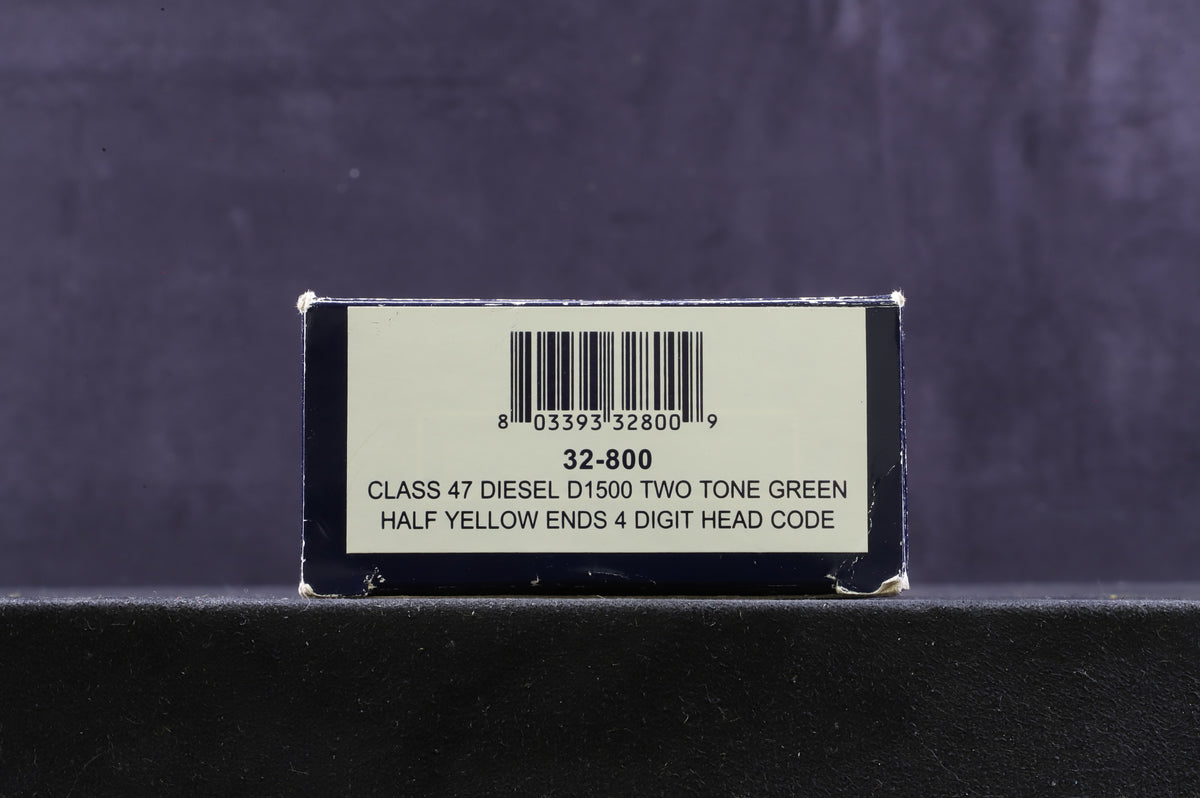 8 03393 32800 9
32-800
CLASS 47 DIESEL D1500 TWO TONE GREEN
HALF YELLOW ENDS 4 DIGIT HEAD CODE